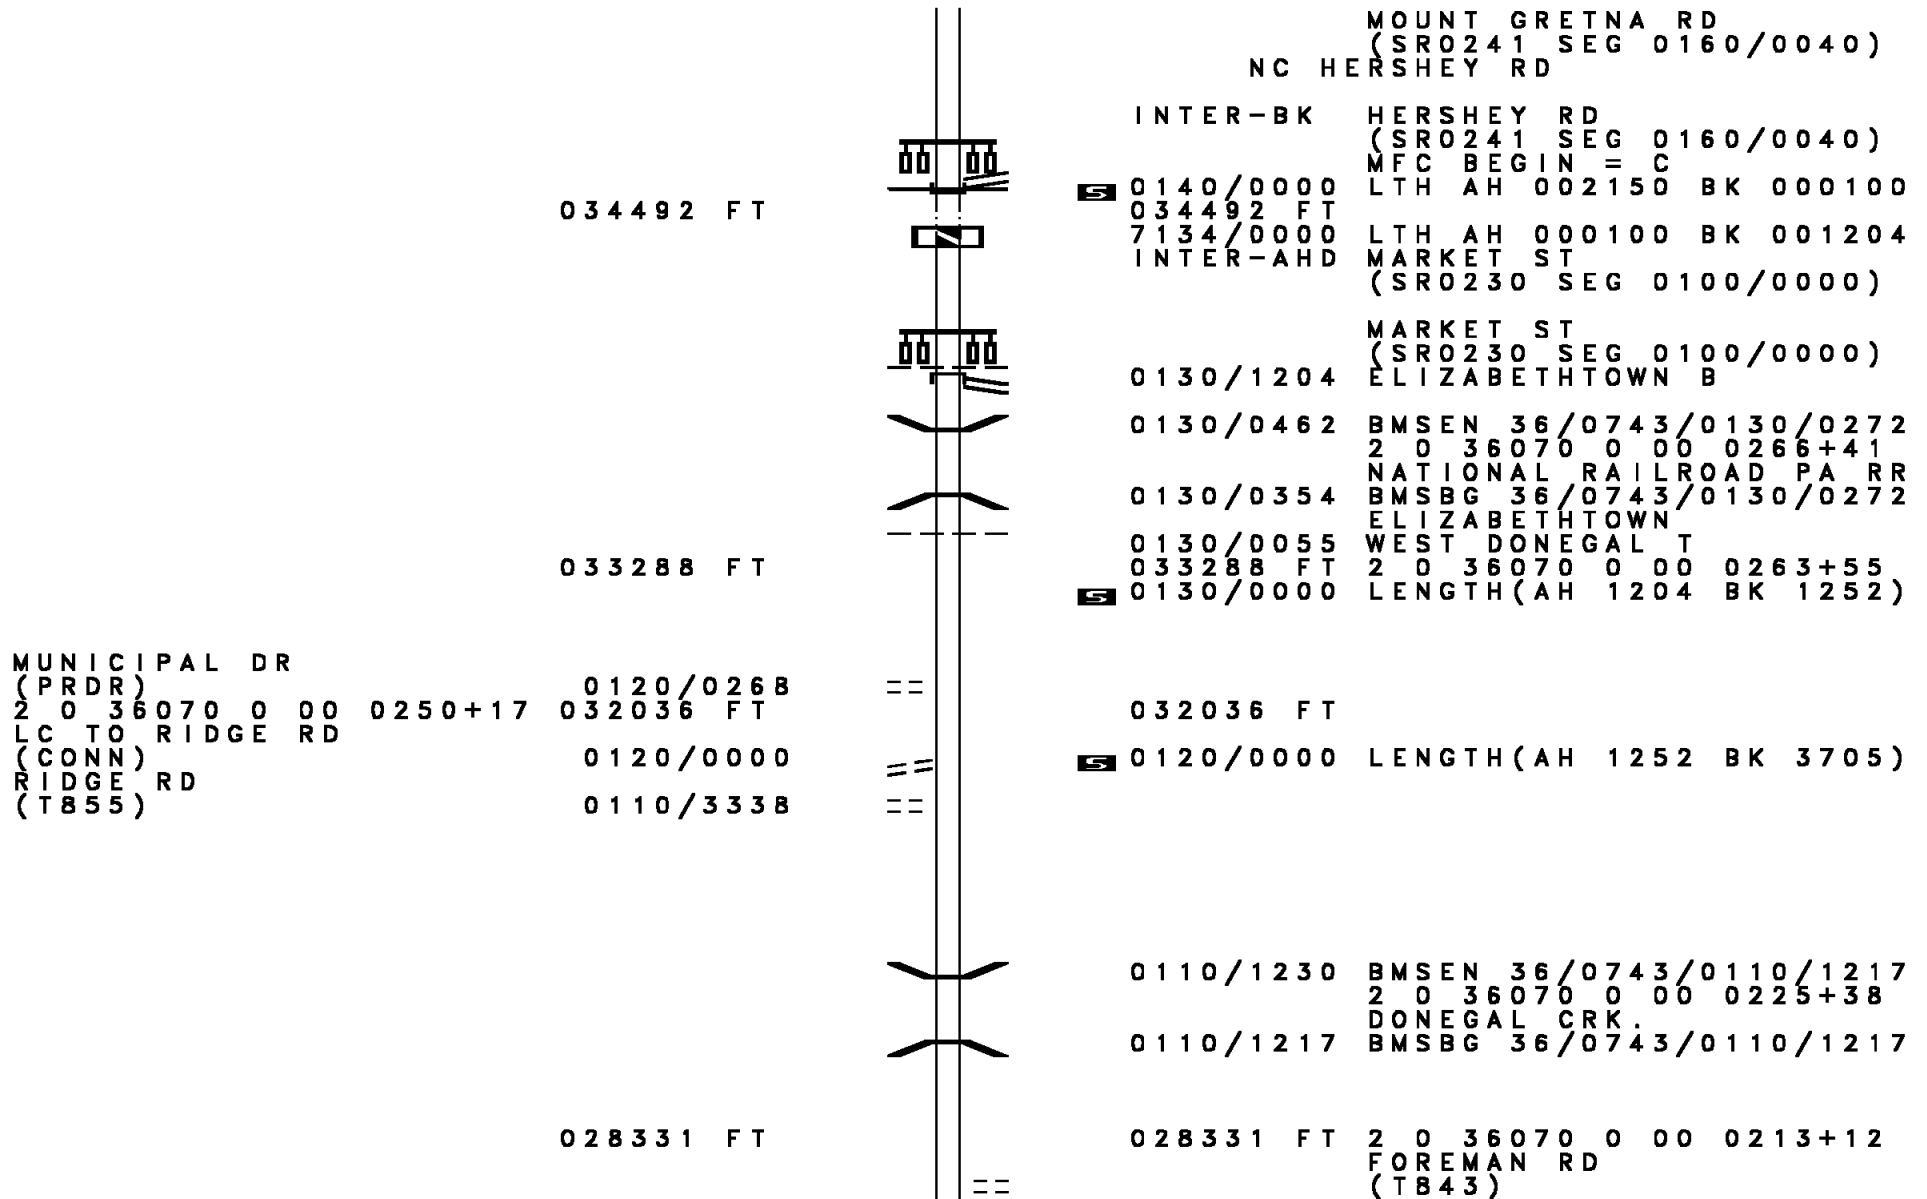 MOUNT GRETNA RD
(SR0241 SEG 0160/0040)
NC HERSHEY RD
INTER-BK HERSHEY RD
(SR0241 SEG 0160/0040)
MFC BEGIN = C
S 0140/0000 LTH AH 002150 BK 000100
034492 FT 034492 FT
7134/0000 LTH AH 000100 BK 001204
INTER-AHD MARKET ST
(SR0230 SEG 0100/0000)
MARKET ST
(SR0230 SEG 0100/0000)
0130/1204 ELIZABETHTOWN B
0130/0462 BMSEN 36/0743/0130/0272
2 0 36070 0 00 0266+41
NATIONAL RAILROAD PA RR
0130/0354 BMSBG 36/0743/0130/0272
ELIZABETHTOWN
0130/0055 WEST DONEGAL T
033288 FT 033288 FT 2 0 36070 0 00 0263+55
S 0130/0000 LENGTH(AH 1204 BK 1252)
MUNICIPAL DR
(PRDR) 0120/0268
2 0 36070 0 00 0250+17 032036 FT 032036 FT
LC TO RIDGE RD
(CONN) 0120/0000 S 0120/0000 LENGTH(AH 1252 BK 3705)
RIDGE RD
(T855) 0110/3338
0110/1230 BMSEN 36/0743/0110/1217
2 0 36070 0 00 0225+38
DONEGAL CRK.
0110/1217 BMSBG 36/0743/0110/1217
028331 FT 028331 FT 2 0 36070 0 00 0213+12
FOREMAN RD
(T843)